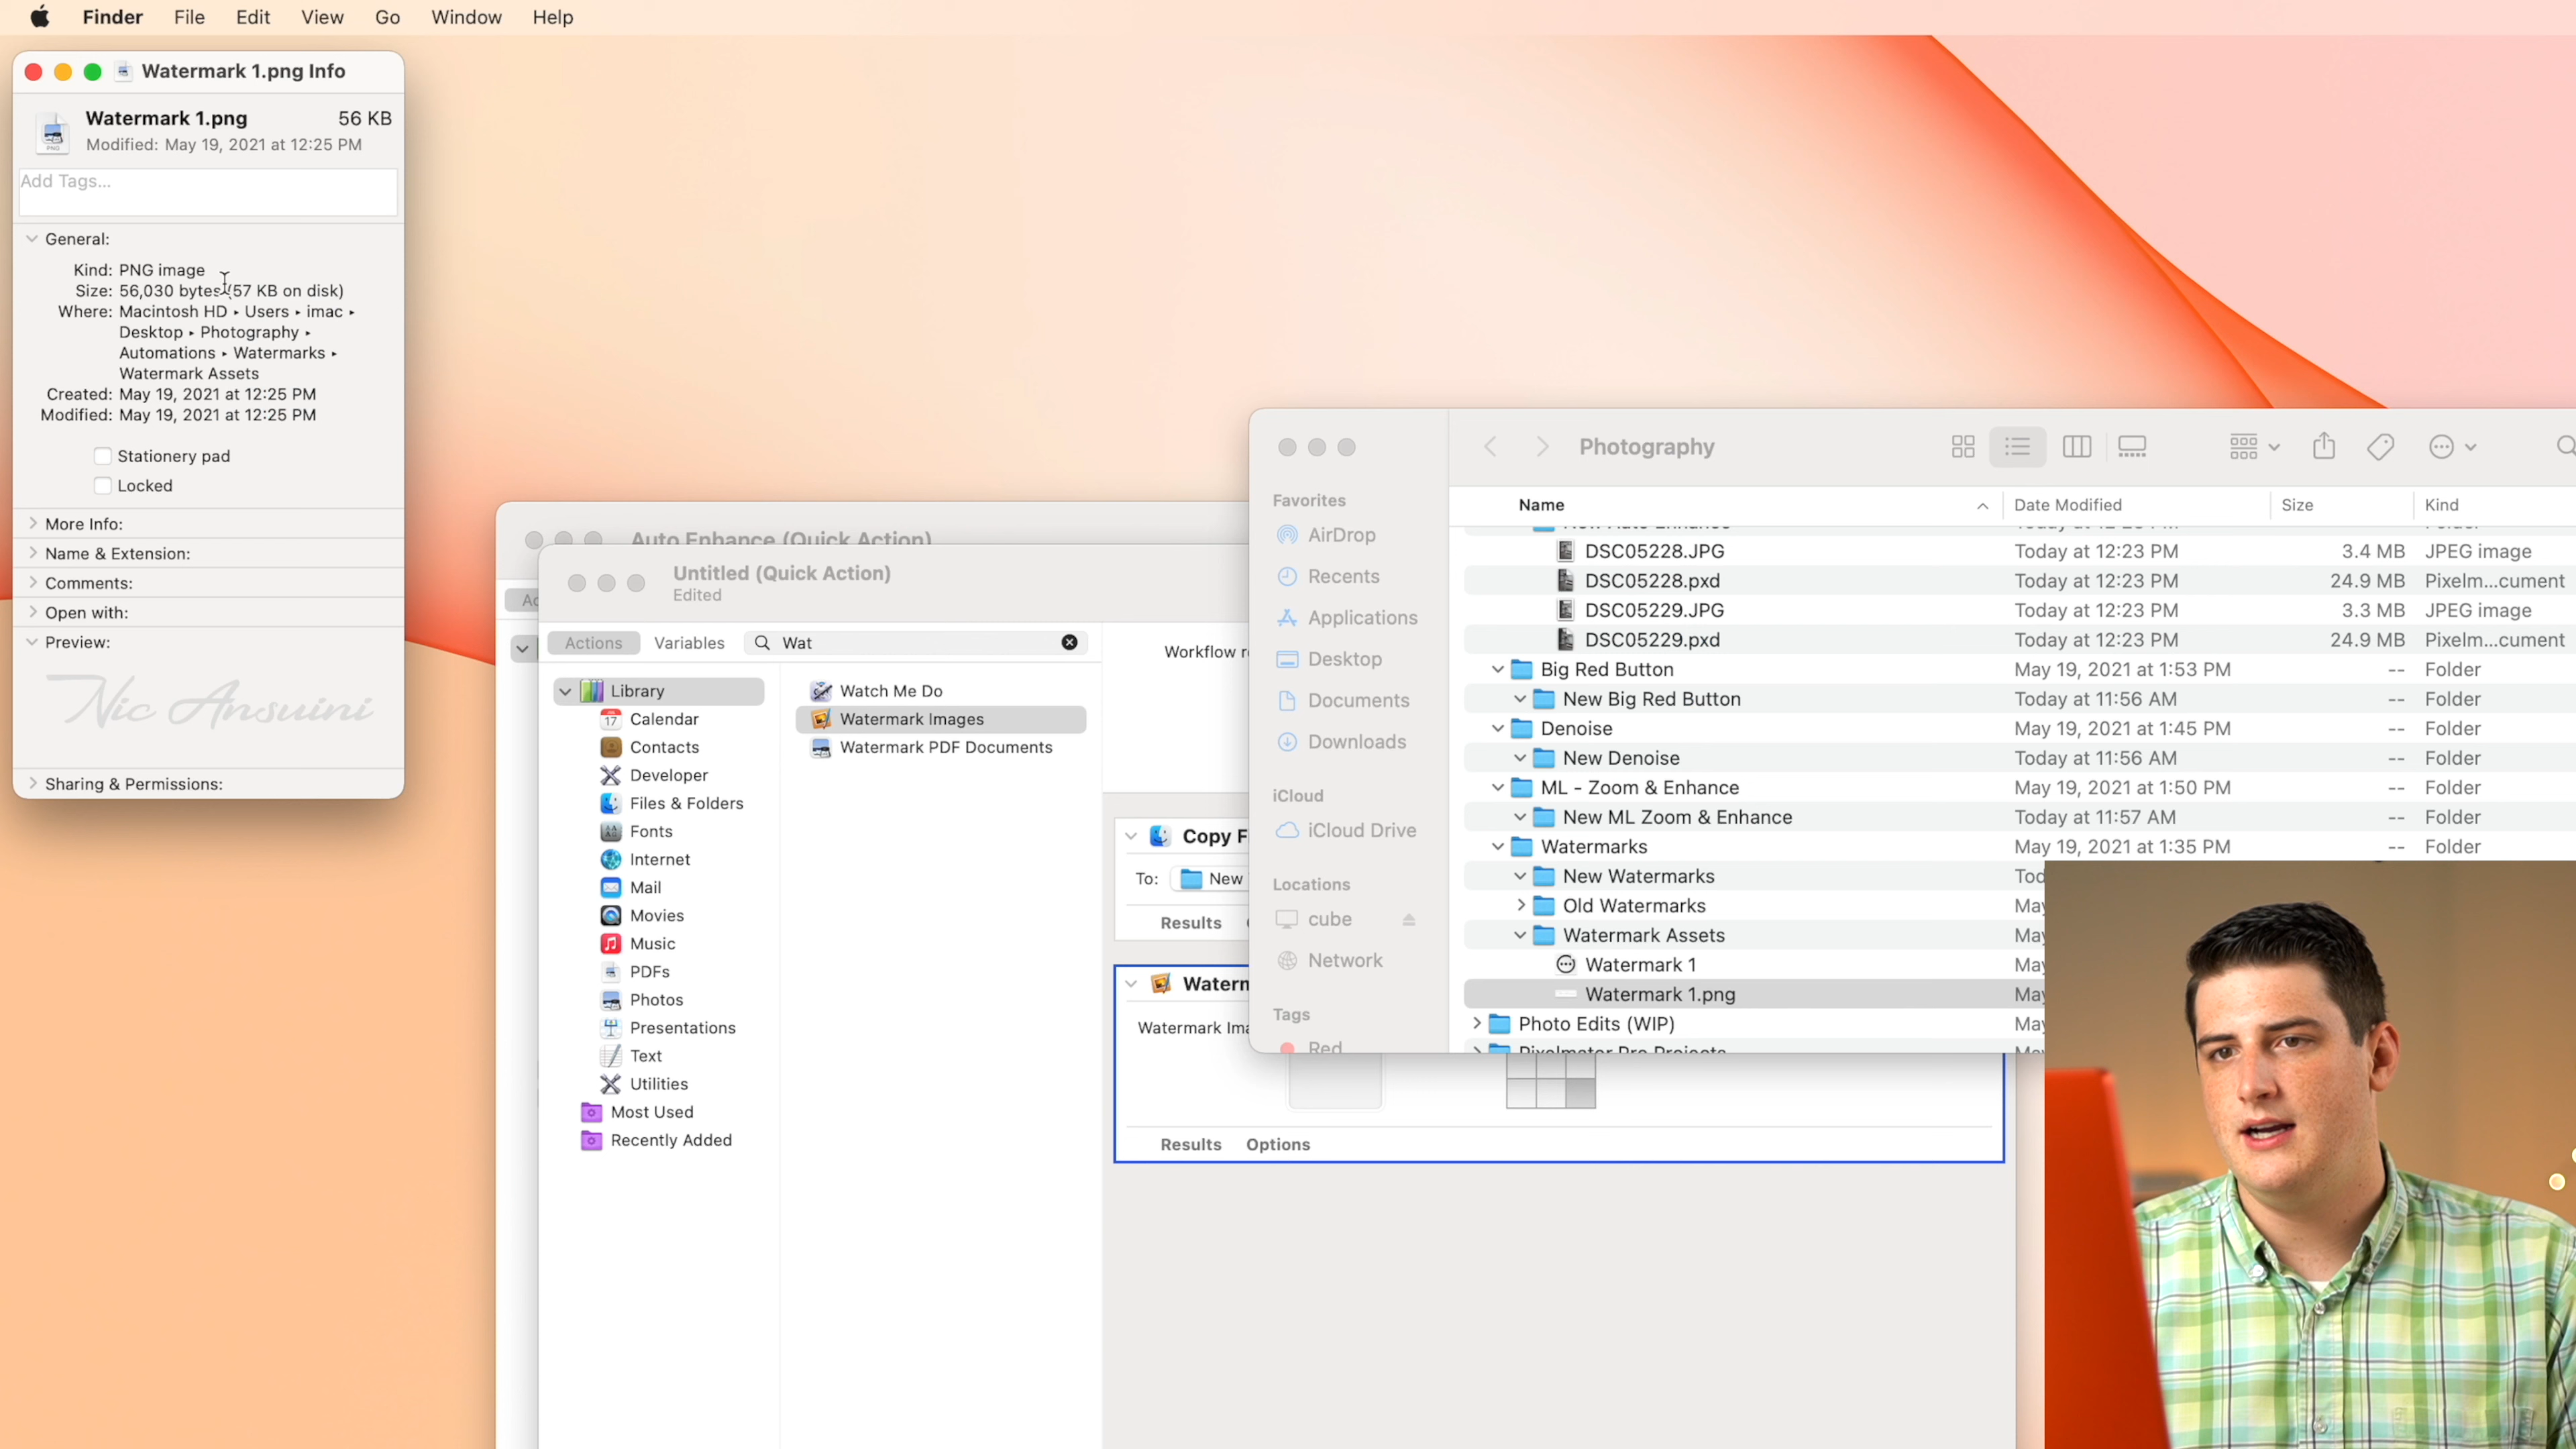 Finder File Edit View Go Window Help
Watermark 1.png Info
Watermark 1.png 56 KB
Modified: May 19, 2021 at 12:25 PM
Add Tags...
General:
Kind: PNG image
Size: 56,030 bytes (57 KB on disk)
Where: Macintosh HD ▸ Users ▸ imac ▸
Desktop ▸ Photography ▸
Automations ▸ Watermarks ▸
Watermark Assets
Created: May 19, 2021 at 12:25 PM
Modified: May 19, 2021 at 12:25 PM
Stationery pad
Locked
More Info:
Name & Extension:
Comments:
Open with:
Preview:
Nic Ansuini
Sharing & Permissions:
Auto Enhance (Quick Action)
Untitled (Quick Action)
Edited
Actions Variables Wat
Library
Calendar
Contacts
Developer
Files & Folders
Fonts
Internet
Mail
Movies
Music
PDFs
Photos
Presentations
Text
Utilities
Most Used
Recently Added
Watch Me Do
Watermark Images
Watermark PDF Documents
Workflow r
Copy F
To: New
Results
Watern
Watermark Ima
Results Options
Photography
Favorites
AirDrop
Recents
Applications
Desktop
Documents
Downloads
iCloud
iCloud Drive
Locations
cube
Network
Tags
Red
Name Date Modified Size Kind
DSC05228.JPG Today at 12:23 PM 3.4 MB JPEG image
DSC05228.pxd Today at 12:23 PM 24.9 MB Pixelm...cument
DSC05229.JPG Today at 12:23 PM 3.3 MB JPEG image
DSC05229.pxd Today at 12:23 PM 24.9 MB Pixelm...cument
Big Red Button May 19, 2021 at 1:53 PM -- Folder
New Big Red Button Today at 11:56 AM -- Folder
Denoise May 19, 2021 at 1:45 PM -- Folder
New Denoise Today at 11:56 AM -- Folder
ML - Zoom & Enhance May 19, 2021 at 1:50 PM -- Folder
New ML Zoom & Enhance Today at 11:57 AM -- Folder
Watermarks May 19, 2021 at 1:35 PM -- Folder
New Watermarks Tod
Old Watermarks May
Watermark Assets May
Watermark 1 May
Watermark 1.png May
Photo Edits (WIP) May
Pixelmator Pro Projects May